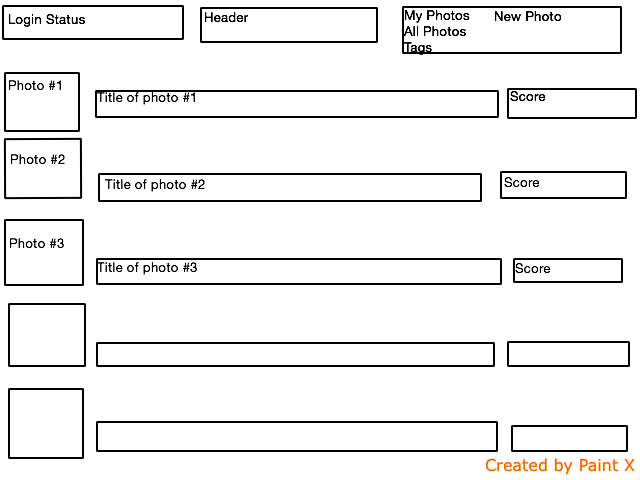 Login Status
Header
My Photos New Photo
All Photos
Tags
Photo #1
Title of photo #1
Score
Photo #2
Title of photo #2
Score
Photo #3
Title of photo #3
Score
Created by Paint X